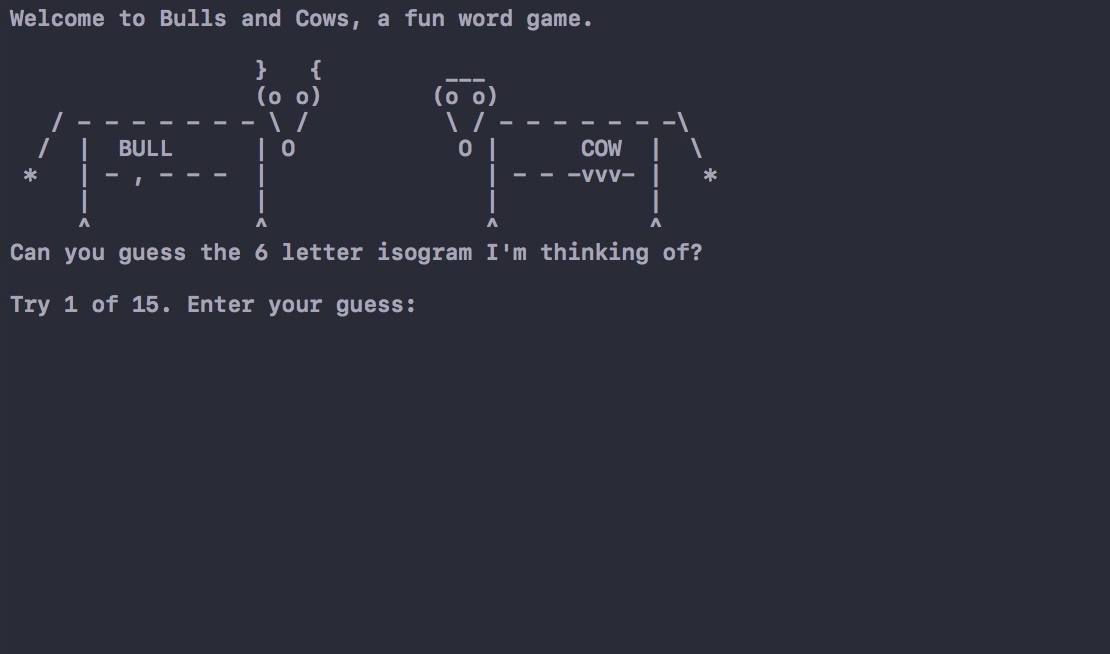 Welcome to Bulls and Cows, a fun word game.

                  }   {         ___
                  (o o)        (o o)
   / - - - - - - - \ /          \ / - - - - - - -\
  /  |  BULL      | O            O |      COW  |  \
 *   | - , - - -  |                | - - -vvv- |   *
     |            |                |           |
     ^            ^                ^           ^
Can you guess the 6 letter isogram I'm thinking of?

Try 1 of 15. Enter your guess: